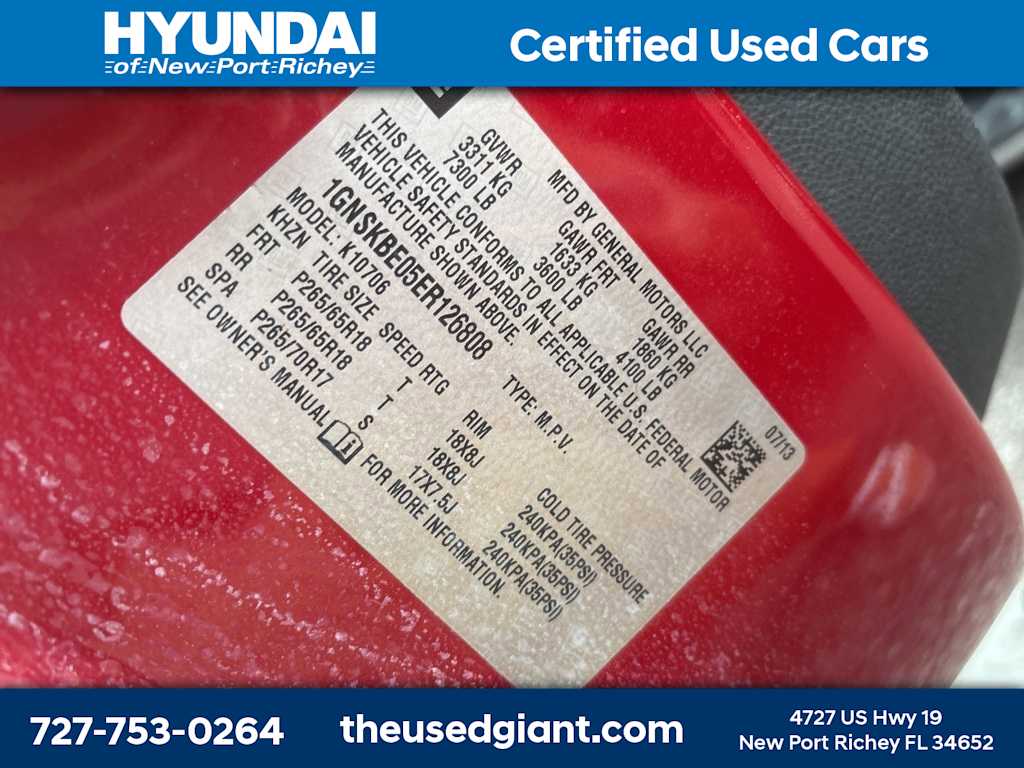 HYUNDAI
of New Port Richey
Certified Used Cars
MFD BY GENERAL MOTORS LLC
GVWR GAWR FRT GAWR RR
3311 KG 1633 KG 1860 KG
7300 LB 3600 LB 4100 LB
THIS VEHICLE CONFORMS TO ALL APPLICABLE U.S. FEDERAL MOTOR
VEHICLE SAFETY STANDARDS IN EFFECT ON THE DATE OF
MANUFACTURE SHOWN ABOVE.
07/13
1GNSKBE05ER126808 TYPE: M.P.V.
MODEL: K10706
KHZN TIRE SIZE SPEED RTG RIM COLD TIRE PRESSURE
FRT P265/65R18 T 18X8J 240KPA(35PSI)
RR P265/65R18 T 18X8J 240KPA(35PSI)
SPA P265/70R17 S 17X7.5J 240KPA(35PSI)
SEE OWNER'S MANUAL FOR MORE INFORMATION.
727-753-0264
theusedgiant.com
4727 US Hwy 19
New Port Richey FL 34652